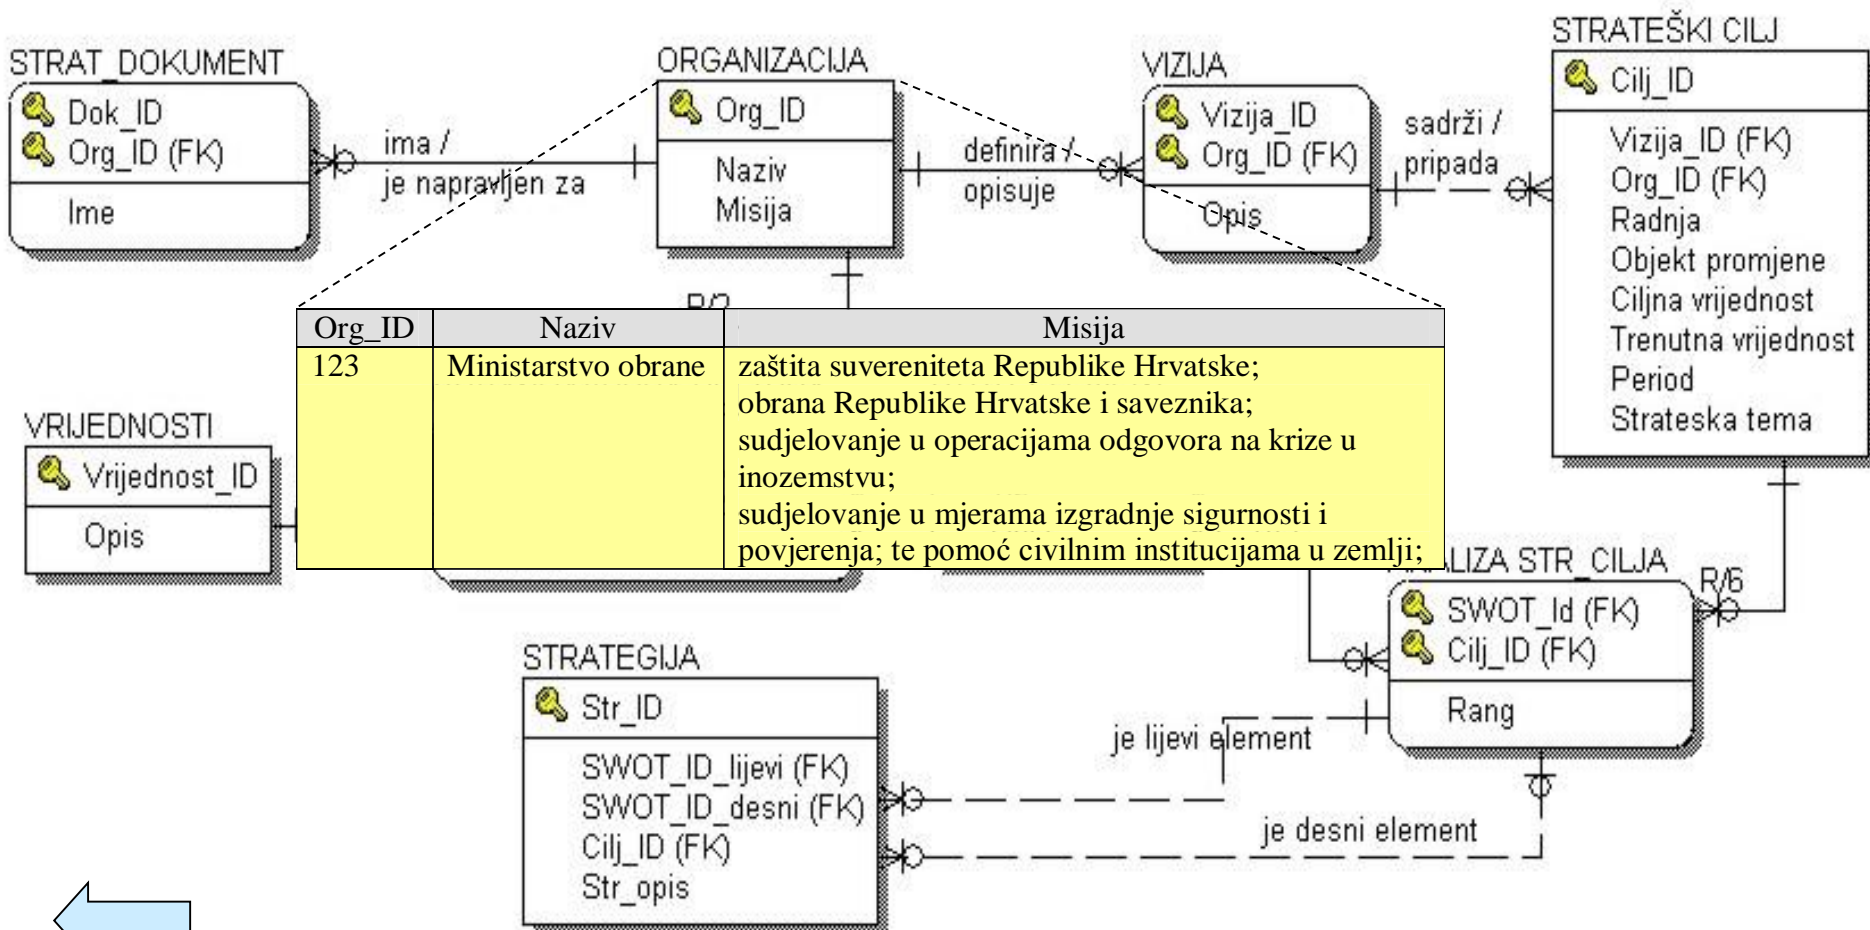 STRAT_DOKUMENT
Dok_ID
Org_ID (FK)
Ime
ima /
je napravljen za
ORGANIZACIJA
Org_ID
Naziv
Misija
definira /
opisuje
VIZIJA
Vizija_ID
Org_ID (FK)
Opis
sadrži /
pripada
STRATEŠKI CILJ
Cilj_ID
Vizija_ID (FK)
Org_ID (FK)
Radnja
Objekt promjene
Ciljna vrijednost
Trenutna vrijednost
Period
Strateska tema
Org_ID Naziv Misija
123 Ministarstvo obrane zaštita suvereniteta Republike Hrvatske;
obrana Republike Hrvatske i saveznika;
sudjelovanje u operacijama odgovora na krize u
inozemstvu;
sudjelovanje u mjerama izgradnje sigurnosti i
povjerenja; te pomoć civilnim institucijama u zemlji;
VRIJEDNOSTI
Vrijednost_ID
Opis
STR_CILJA
R/6
SWOT_Id (FK)
Cilj_ID (FK)
Rang
STRATEGIJA
Str_ID
SWOT_ID_lijevi (FK)
SWOT_ID_desni (FK)
Cilj_ID (FK)
Str_opis
je lijevi element
je desni element